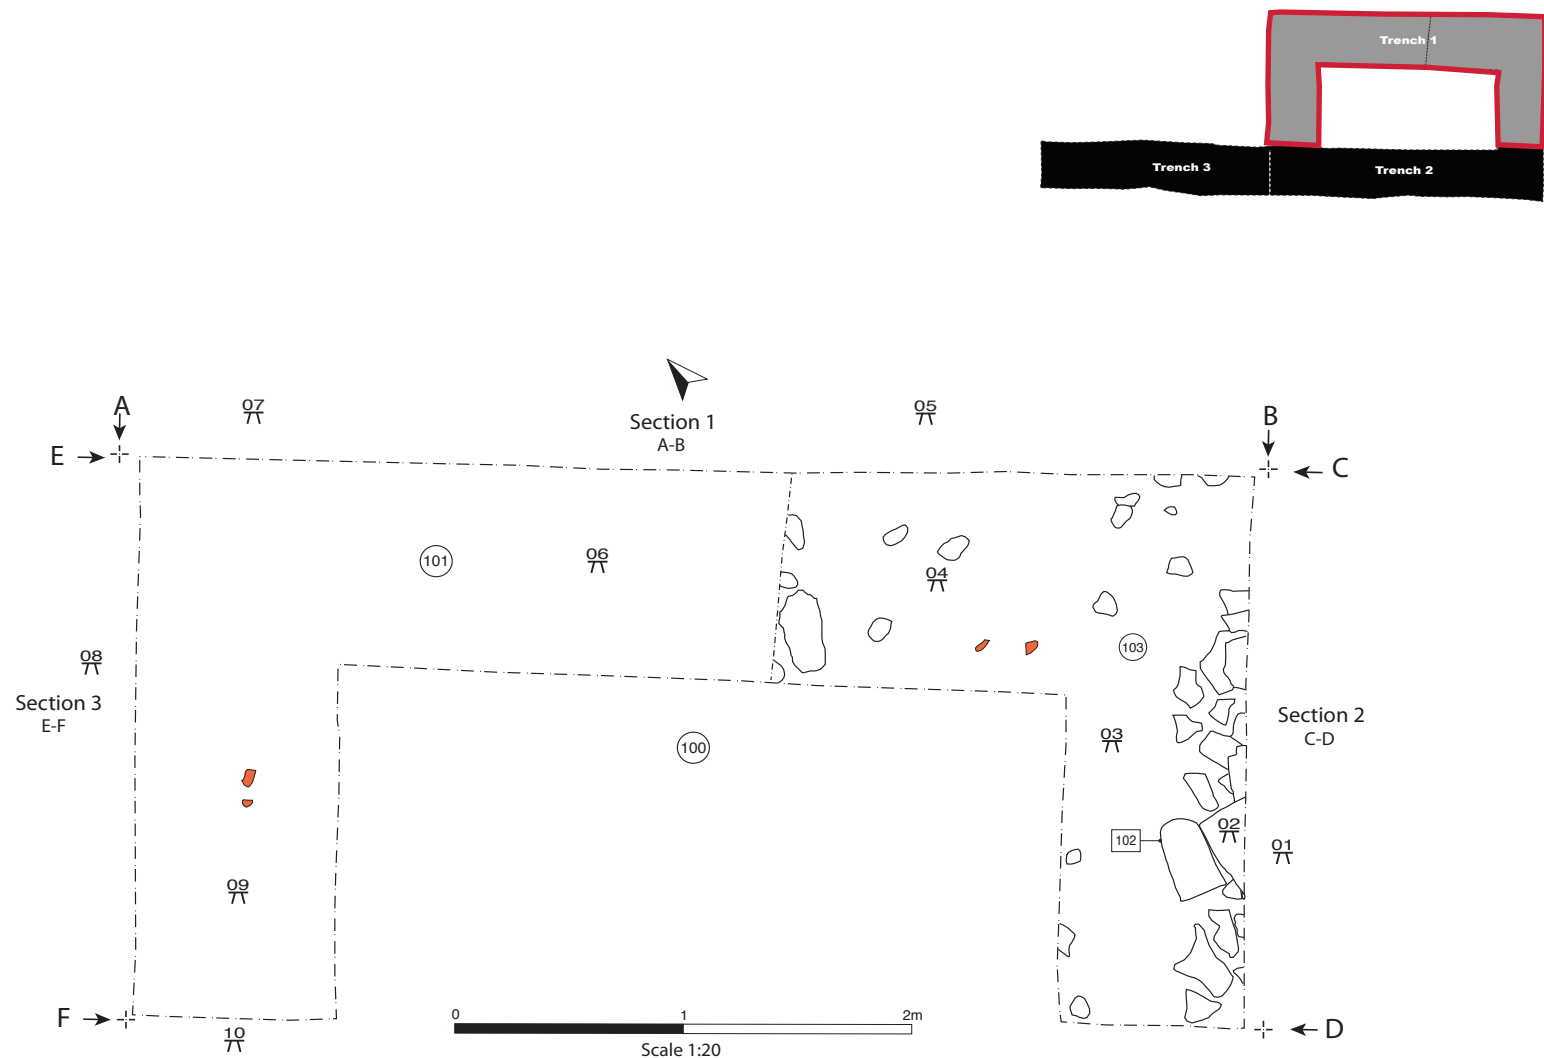 Trench 1
Trench 3
Trench 2
A
07
05
B
Section 1
A-B
E
C
101
06
04
103
08
Section 3
E-F
Section 2
C-D
03
100
02
102
01
09
F
10
0 1 2m
Scale 1:20
D